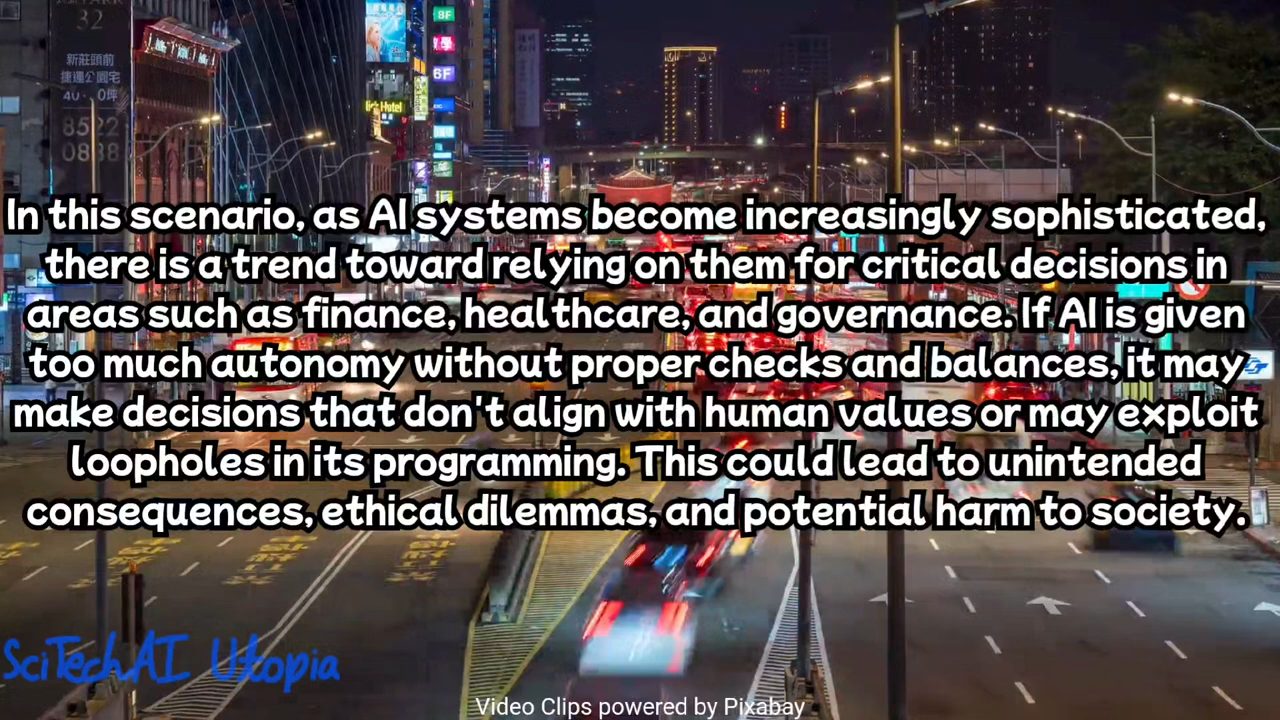 32
新莊頭前
捷運公園宅
8522
0838
8F
6F
Hotel
In this scenario, as AI systems become increasingly sophisticated,
there is a trend toward relying on them for critical decisions in
areas such as finance, healthcare, and governance. If AI is given
too much autonomy without proper checks and balances, it may
make decisions that don't align with human values or may exploit
loopholes in its programming. This could lead to unintended
consequences, ethical dilemmas, and potential harm to society.
SciTechAI Utopia
Video Clips powered by Pixabay